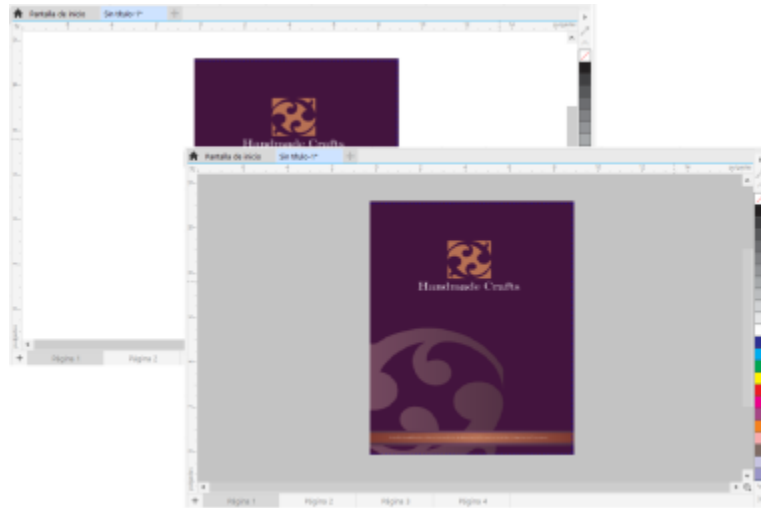 Pantalla de inicio
Sin título-1*
Handmade Crafts
Página 1
Página 2
Pantalla de inicio
Sin título-1*
Handmade Crafts
Página 1
Página 2
Página 3
Página 4